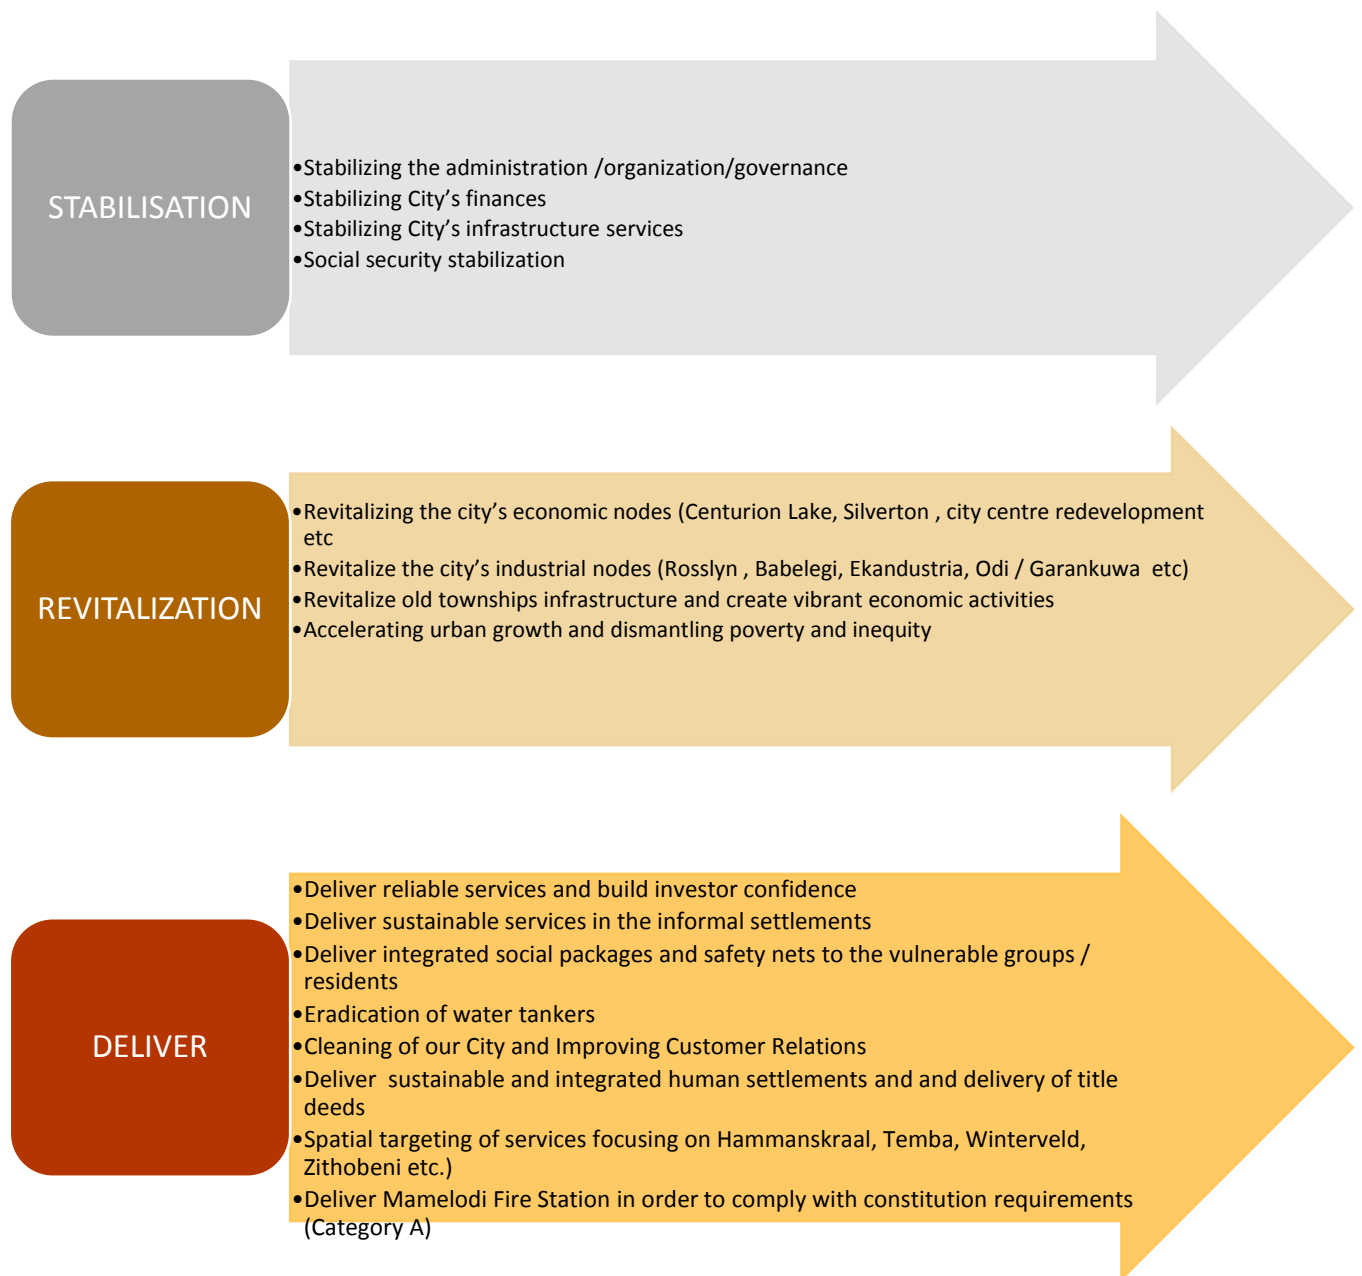 STABILISATION
•Stabilizing the administration /organization/governance
•Stabilizing City’s finances
•Stabilizing City’s infrastructure services
•Social security stabilization
REVITALIZATION
•Revitalizing the city’s economic nodes (Centurion Lake, Silverton , city centre redevelopment
etc
•Revitalize the city’s industrial nodes (Rosslyn , Babelegi, Ekandustria, Odi / Garankuwa  etc)
•Revitalize old townships infrastructure and create vibrant economic activities
•Accelerating urban growth and dismantling poverty and inequity
DELIVER
•Deliver reliable services and build investor confidence
•Deliver sustainable services in the informal settlements
•Deliver integrated social packages and safety nets to the vulnerable groups /
residents
•Eradication of water tankers
•Cleaning of our City and Improving Customer Relations
•Deliver  sustainable and integrated human settlements and and delivery of title
deeds
•Spatial targeting of services focusing on Hammanskraal, Temba, Winterveld,
Zithobeni etc.)
•Deliver Mamelodi Fire Station in order to comply with constitution requirements
(Category A)